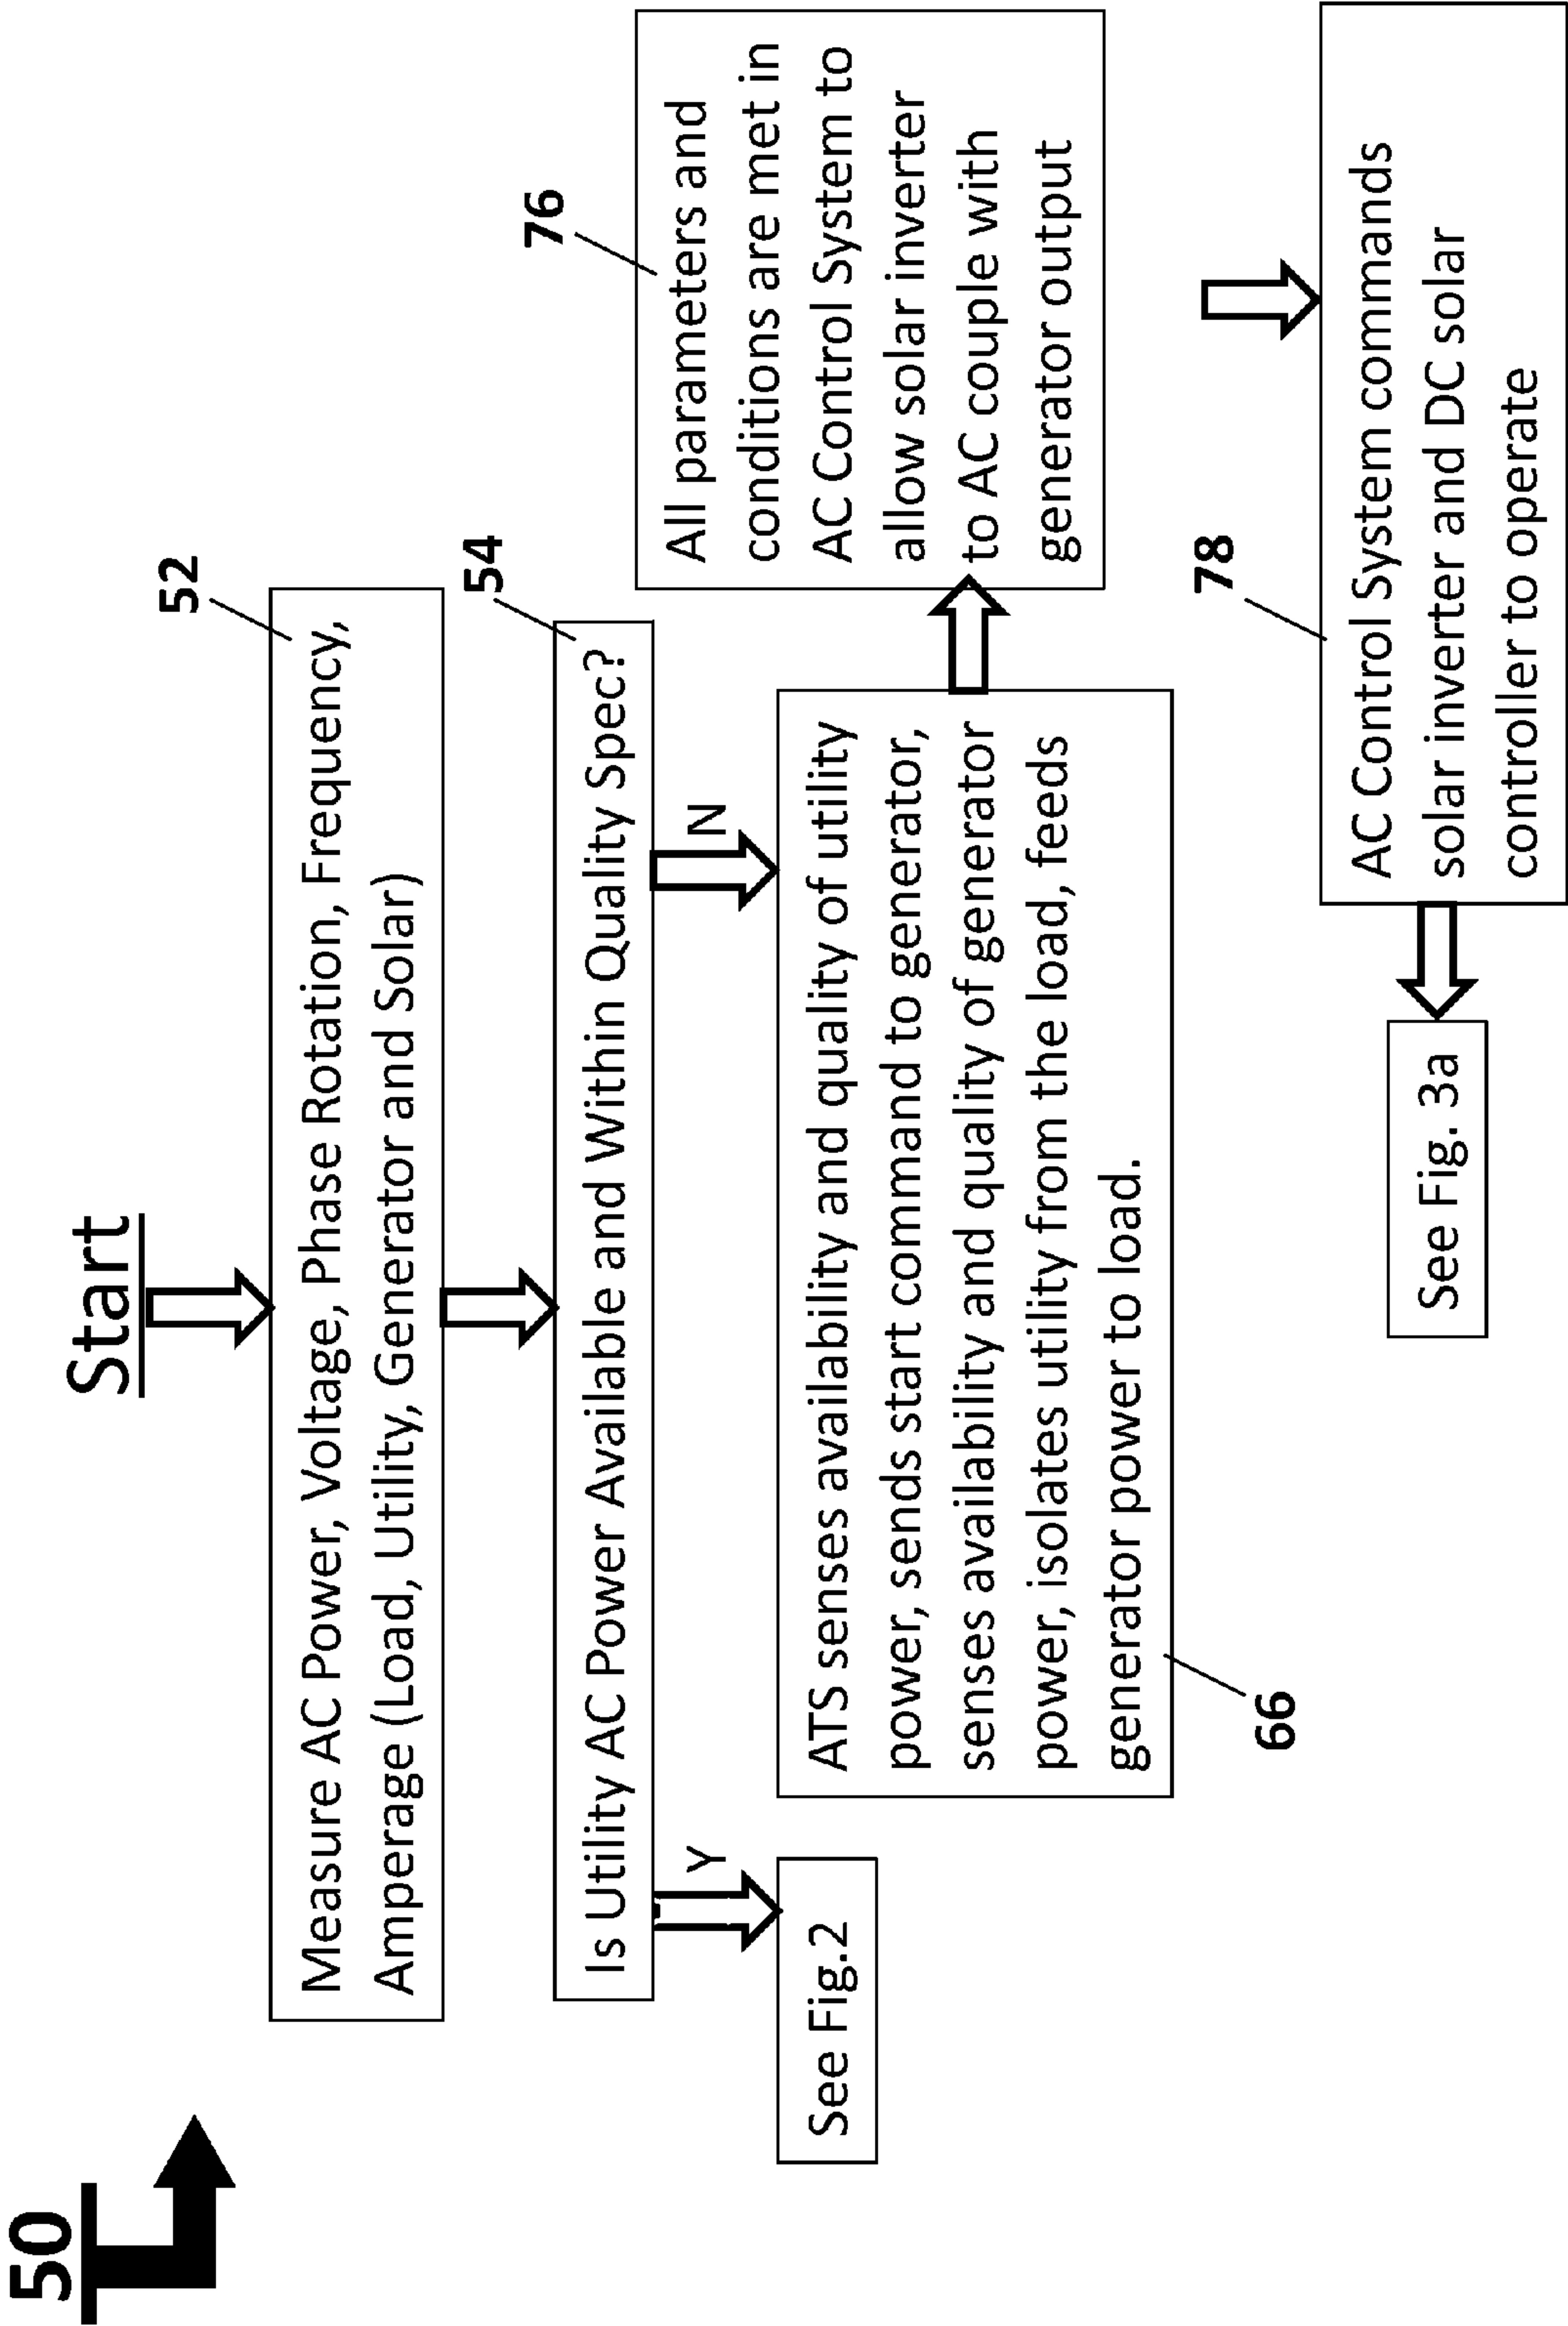 50
Start
52
Measure AC Power, Voltage, Phase Rotation, Frequency,
Amperage (Load, Utility, Generator and Solar)
54
Is Utility AC Power Available and Within Quality Spec?
Y
N
See Fig.2
ATS senses availability and quality of utility
power, sends start command to generator,
senses availability and quality of generator
power, isolates utility from the load, feeds
generator power to load.
66
76
All parameters and
conditions are met in
AC Control System to
allow solar inverter
to AC couple with
generator output
78
AC Control System commands
solar inverter and DC solar
controller to operate
See Fig. 3a